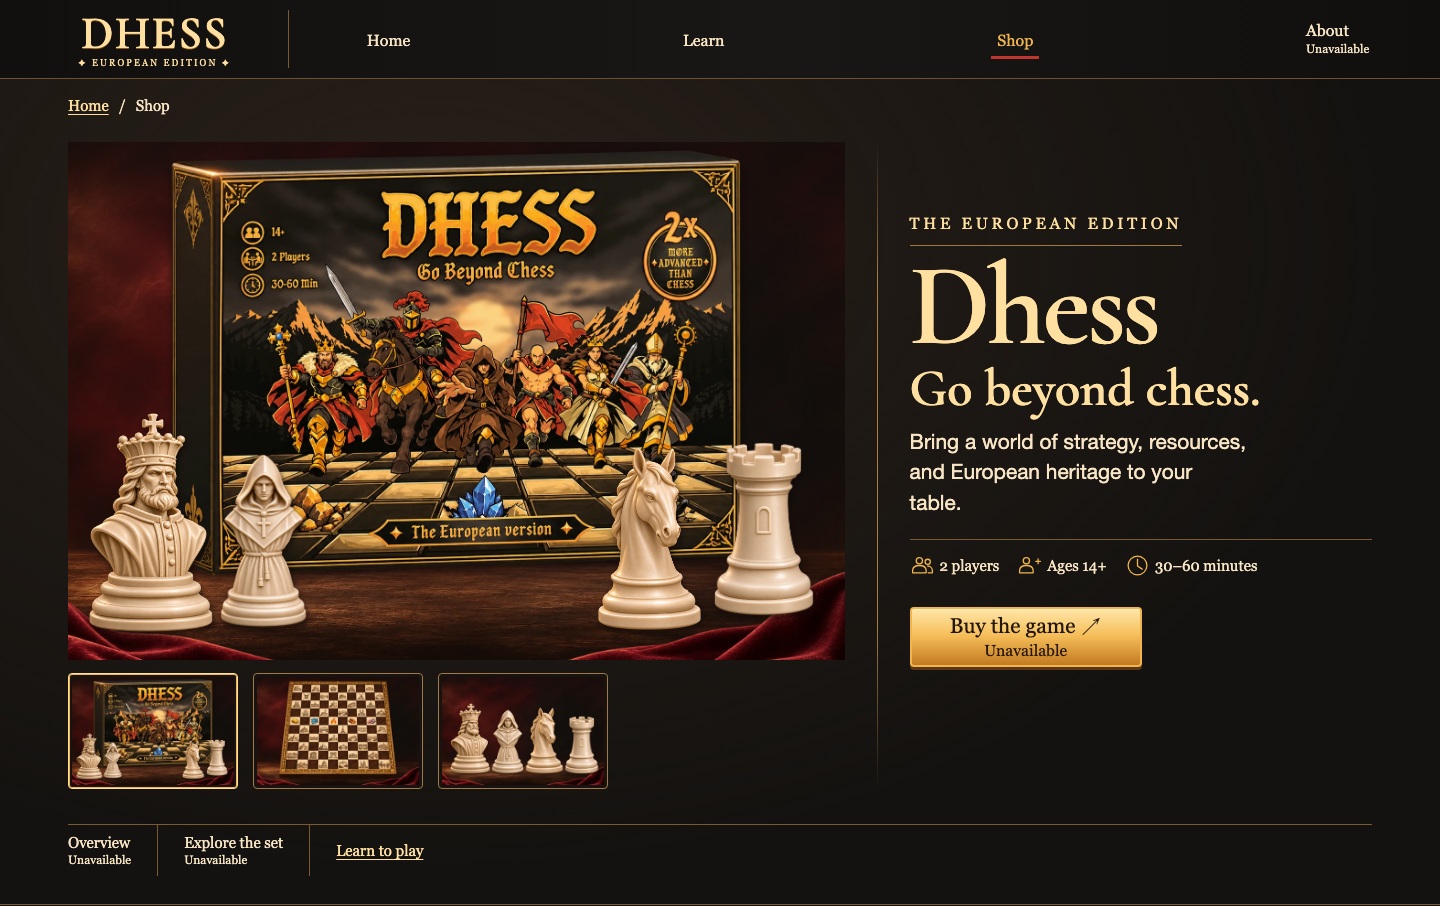 DHESS
EUROPEAN EDITION
Home
Learn
Shop
About
Unavailable
Home / Shop
DHESS
Go Beyond Chess
14+
2 Players
30-60 Min
2x
MORE
ADVANCED
THAN
CHESS
The European version
THE EUROPEAN EDITION
Dhess
Go beyond chess.
Bring a world of strategy, resources,
and European heritage to your
table.
2 players
Ages 14+
30–60 minutes
Buy the game ↗
Unavailable
DHESS
Overview
Unavailable
Explore the set
Unavailable
Learn to play